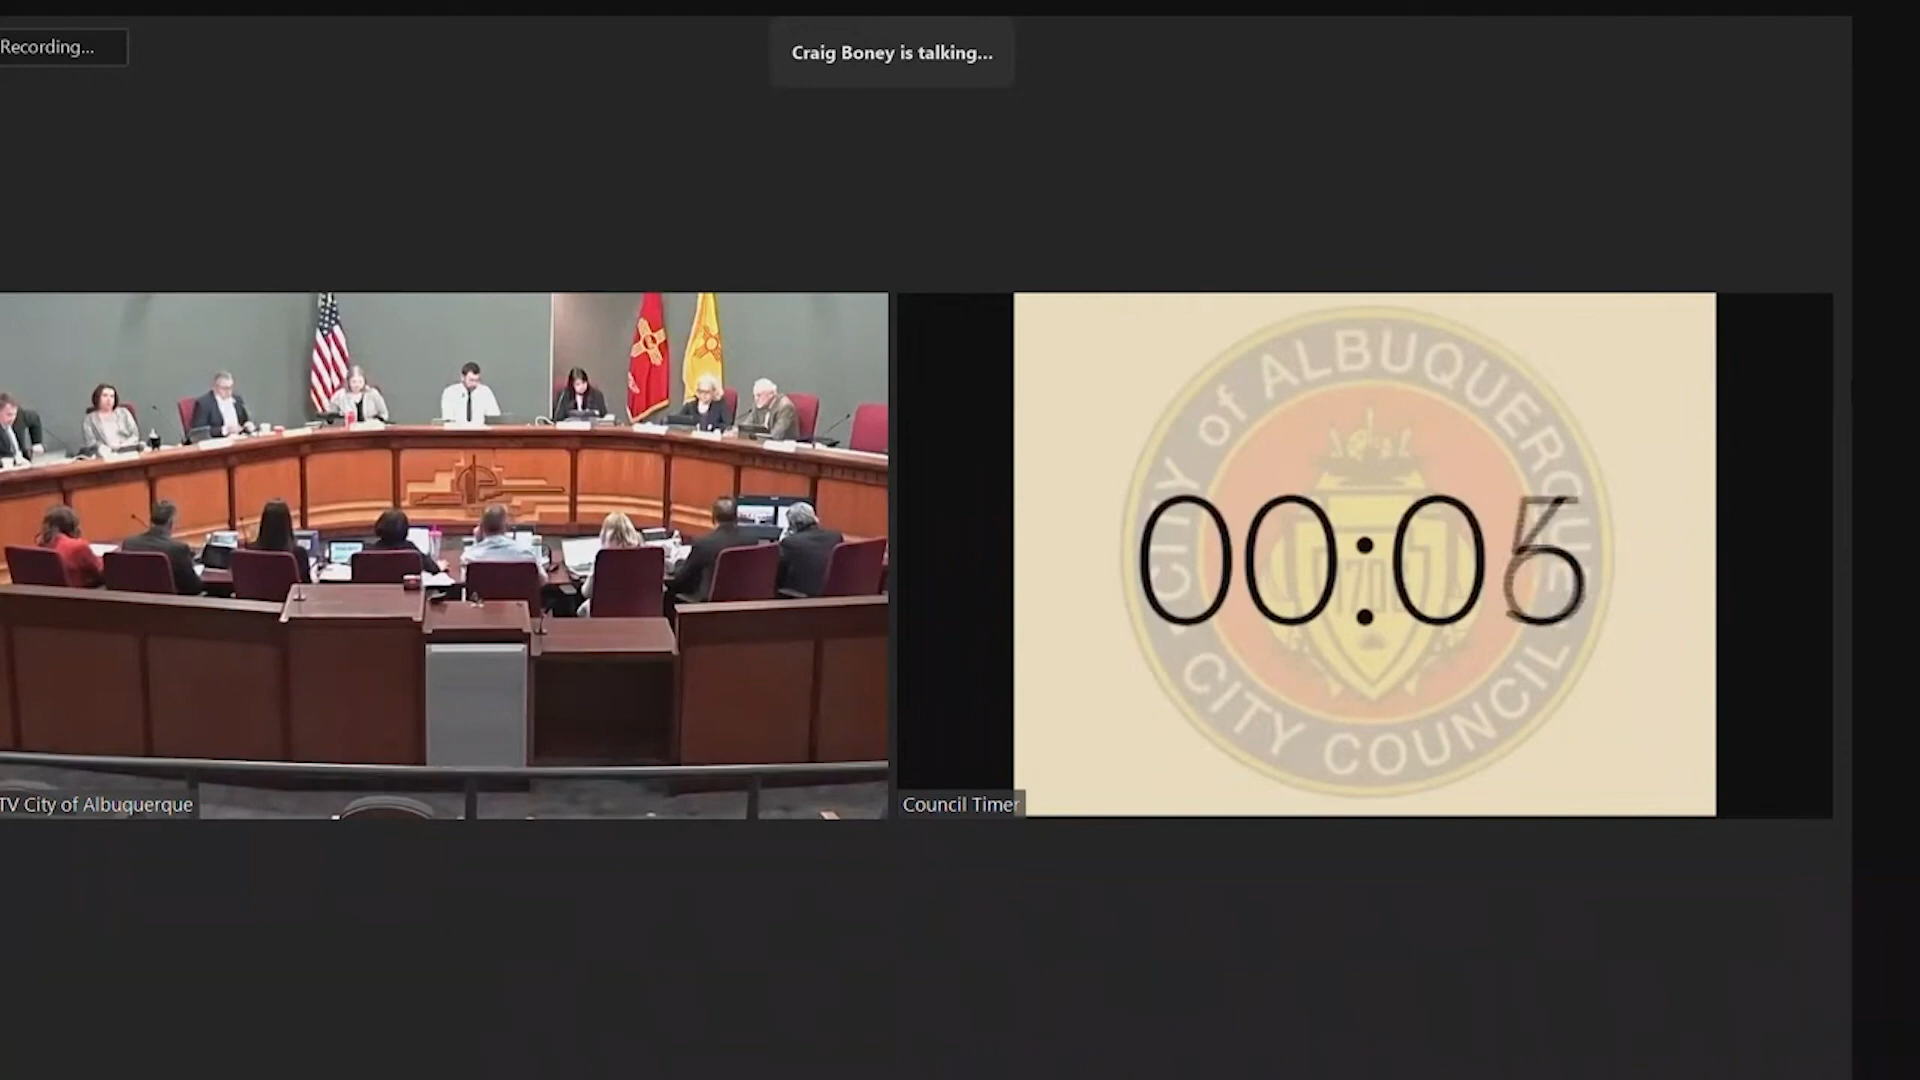 Recording...
Craig Boney is talking...
CITY of ALBUQUERQUE
00:05
CITY COUNCIL
TV City of Albuquerque
Council Timer